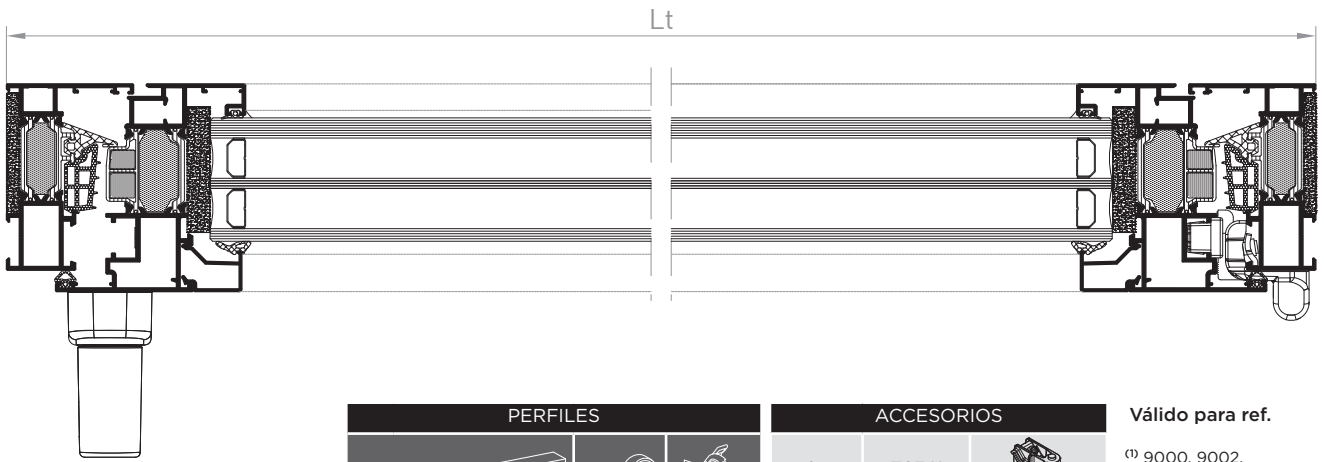 Lt
PERFILES
ACCESORIOS
Válido para ref.
(1) 9000, 9002,